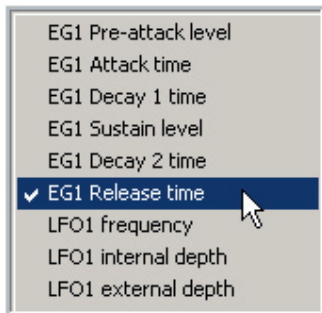 EG1 Pre-attack level
EG1 Attack time
EG1 Decay 1 time
EG1 Sustain level
EG1 Decay 2 time
EG1 Release time
LFO1 frequency
LFO1 internal depth
LFO1 external depth